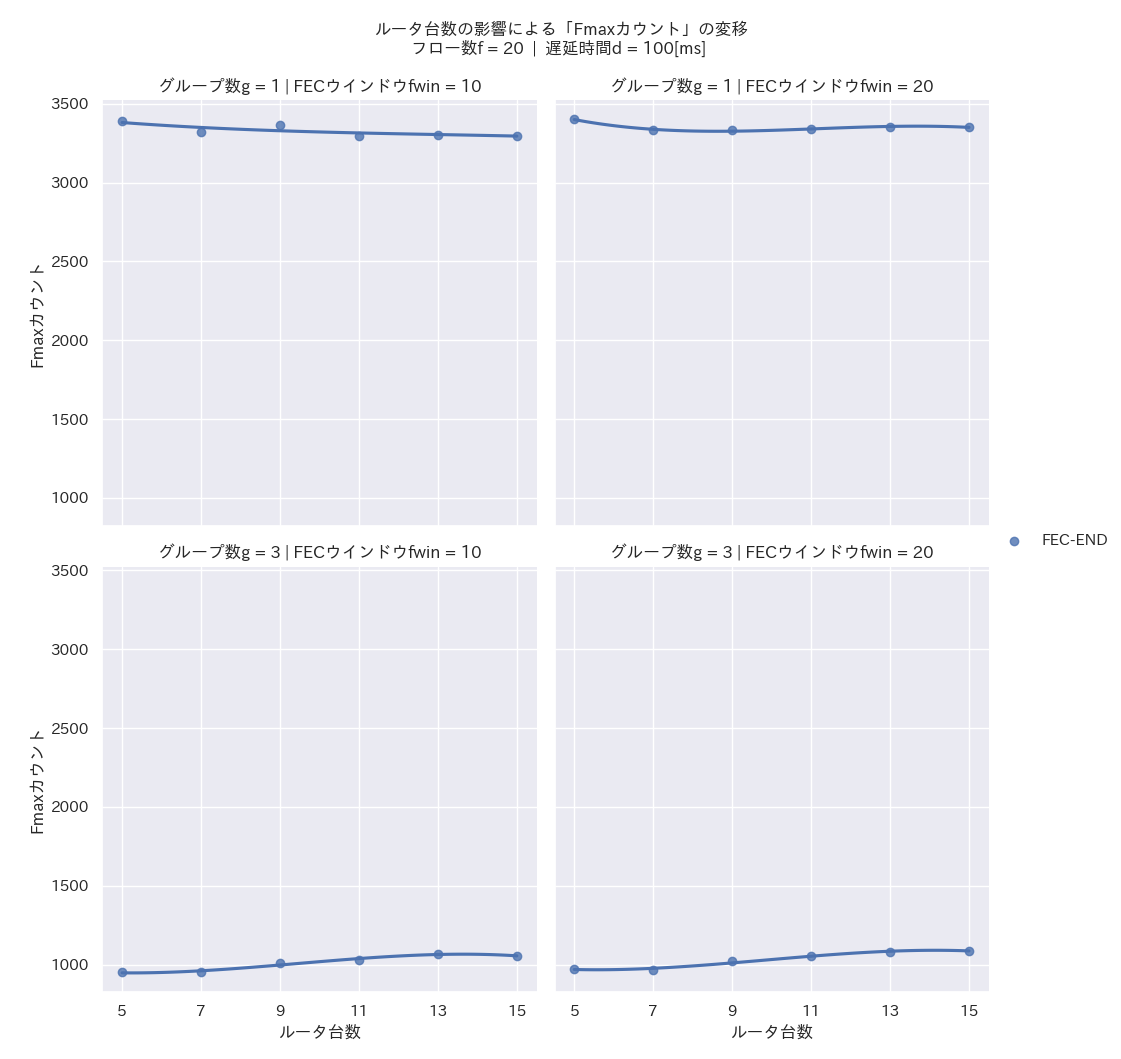 ルータ台数の影響による「Fmaxカウント」の変移
フロー数f = 20 | 遅延時間d = 100[ms]
グループ数g = 1 | FECウインドウfwin = 10
グループ数g = 1 | FECウインドウfwin = 20
3500
3000
2500
2000
1500
1000
Fmaxカウント
グループ数g = 3 | FECウインドウfwin = 10
グループ数g = 3 | FECウインドウfwin = 20
FEC-END
3500
3000
2500
2000
1500
1000
Fmaxカウント
5 7 9 11 13 15
5 7 9 11 13 15
ルータ台数
ルータ台数